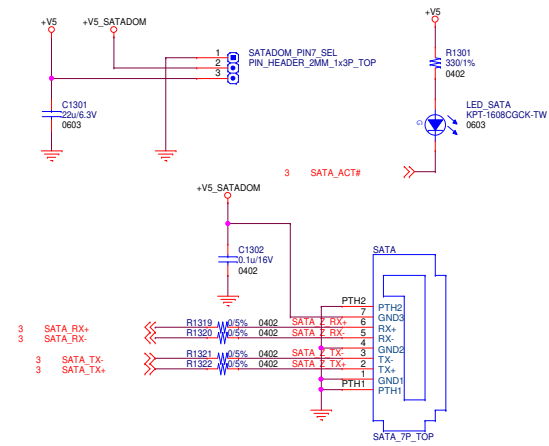 +V5
+V5_SATADOM
+V5
1
2
3
SATADOM_PIN7_SEL
PIN_HEADER_2MM_1x3P_TOP
R1301
330/1%
0402
C1301
22u/6.3V
0603
LED_SATA
KPT-1608CGCK-TW
0603
3 SATA_ACT#
+V5_SATADOM
C1302
0.1u/16V
0402
SATA
PTH2 PTH2
7 GND3
3 SATA_RX+ R1319 0/5% 0402 SATA_Z_RX+ 6 RX+
3 SATA_RX- R1320 0/5% 0402 SATA_Z_RX- 5 RX-
4 GND2
3 SATA_TX- R1321 0/5% 0402 SATA_Z_TX- 3 TX-
3 SATA_TX+ R1322 0/5% 0402 SATA_Z_TX+ 2 TX+
1 GND1
PTH1 PTH1
SATA_7P_TOP